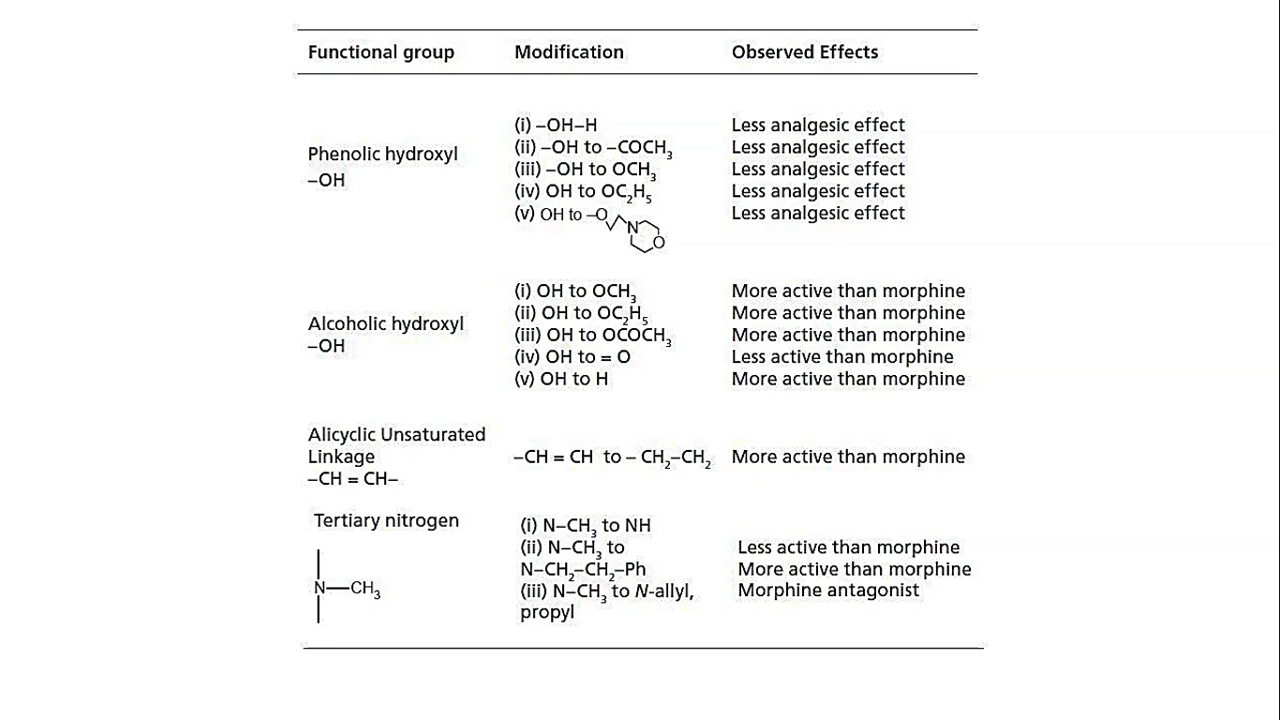 Functional group Modification Observed Effects
Phenolic hydroxyl
–OH
(i) –OH–H Less analgesic effect
(ii) –OH to –COCH₃ Less analgesic effect
(iii) –OH to OCH₃ Less analgesic effect
(iv) OH to OC₂H₅ Less analgesic effect
(v) OH to –O N O Less analgesic effect
Alcoholic hydroxyl
–OH
(i) OH to OCH₃ More active than morphine
(ii) OH to OC₂H₅ More active than morphine
(iii) OH to OCOCH₃ More active than morphine
(iv) OH to = O Less active than morphine
(v) OH to H More active than morphine
Alicyclic Unsaturated
Linkage
–CH = CH–
–CH = CH to – CH₂–CH₂ More active than morphine
Tertiary nitrogen
N—CH₃
(i) N–CH₃ to NH
(ii) N–CH₃ to Less active than morphine
N–CH₂–CH₂–Ph More active than morphine
(iii) N–CH₃ to N-allyl, Morphine antagonist
propyl